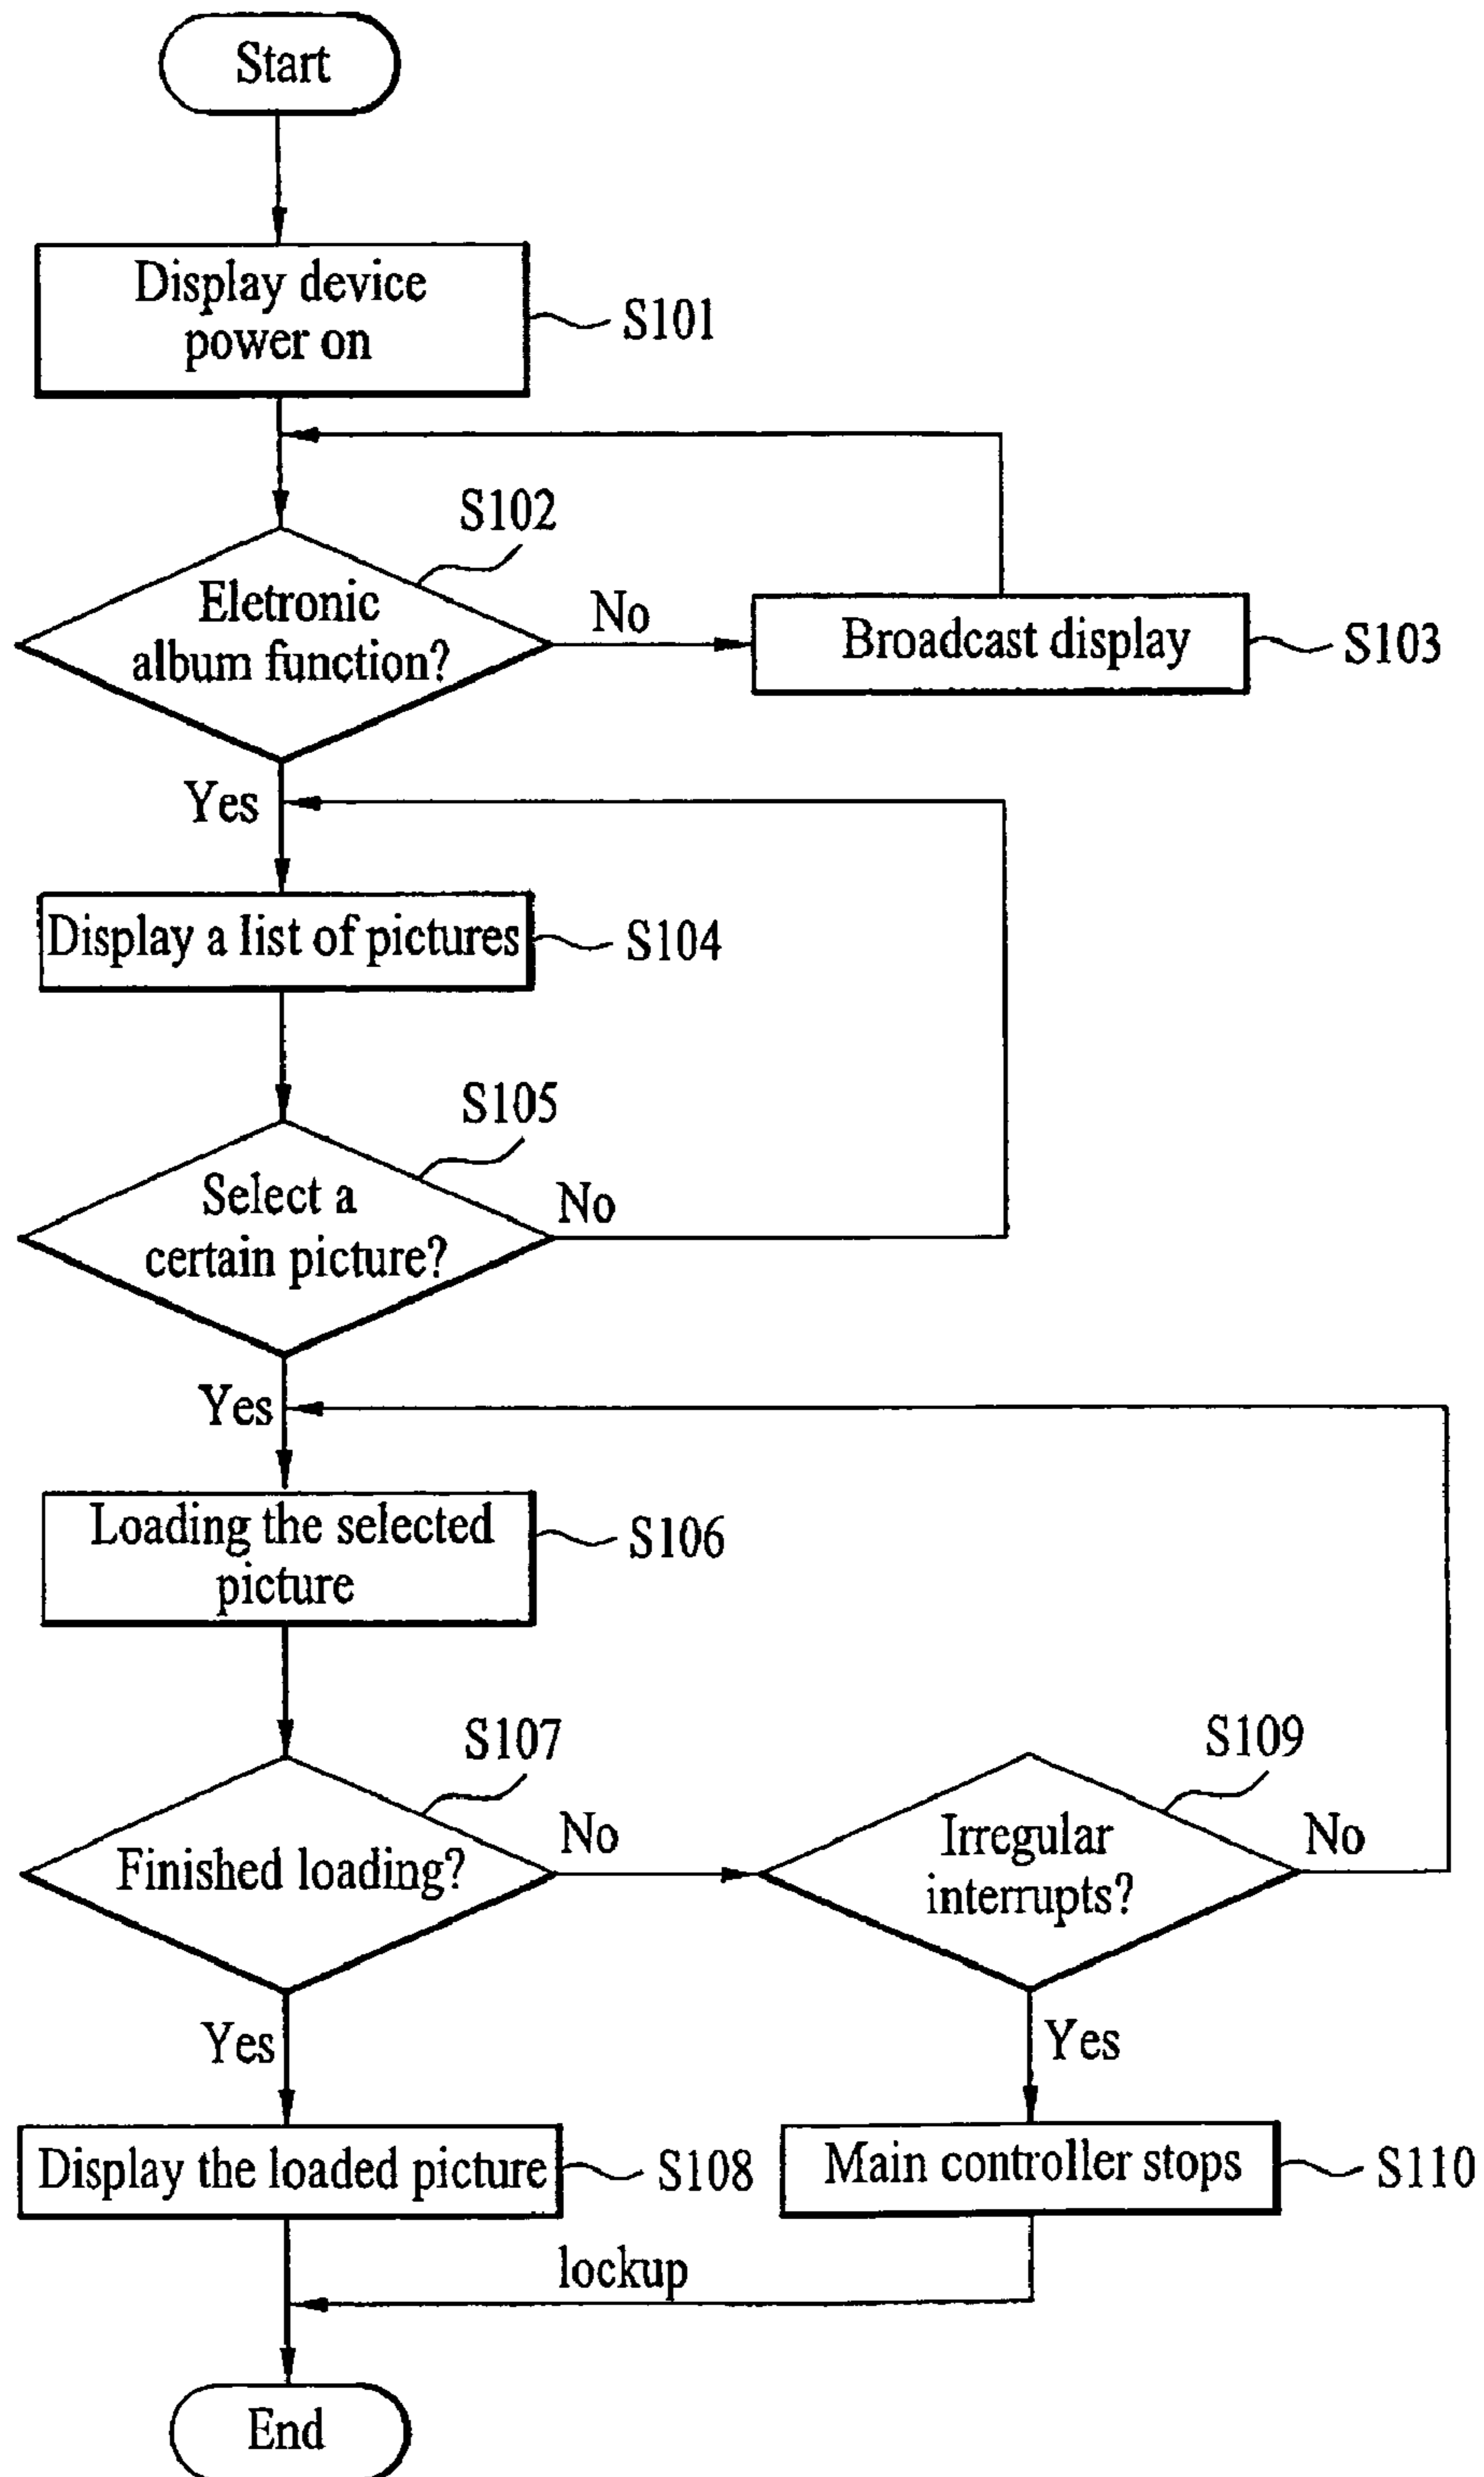 Start
Display device
power on
S101
S102
Eletronic
album function?
No
Broadcast display
S103
Yes
Display a list of pictures
S104
S105
Select a
certain picture?
No
Yes
Loading the selected
picture
S106
S107
Finished loading?
No
S109
Irregular
interrupts?
No
Yes
Yes
Display the loaded picture
S108
Main controller stops
S110
lockup
End